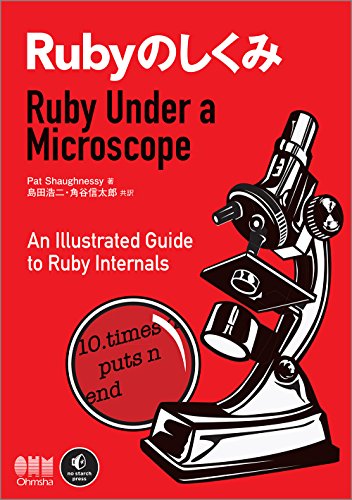 Rubyのしくみ
Ruby Under a
Microscope
Pat Shaughnessy 著
島田浩二・角谷信太郎 共訳
An Illustrated Guide
to Ruby Internals
10.times
puts n
end
OHM
Ohmsha
no starch
press